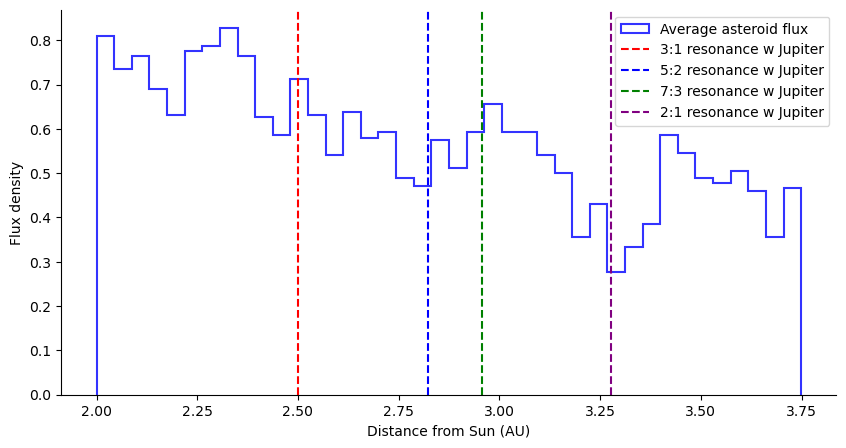 Average asteroid flux
3:1 resonance w Jupiter
5:2 resonance w Jupiter
7:3 resonance w Jupiter
2:1 resonance w Jupiter
Flux density
0.8
0.7
0.6
0.5
0.4
0.3
0.2
0.1
0.0
2.00 2.25 2.50 2.75 3.00 3.25 3.50 3.75
Distance from Sun (AU)